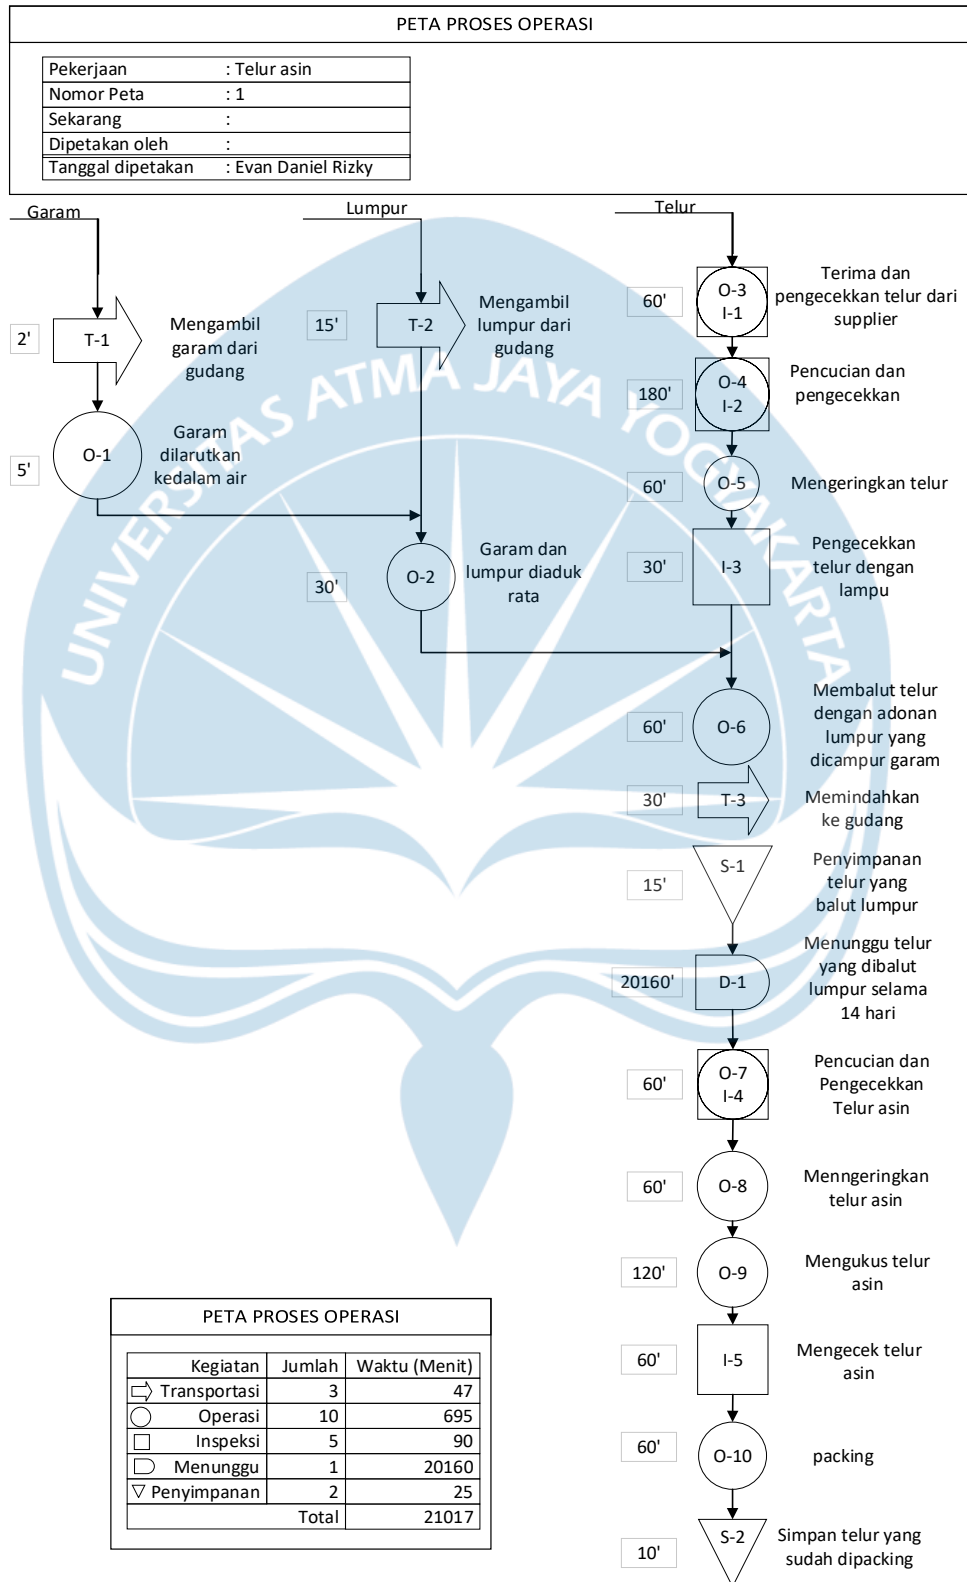 PETA PROSES OPERASI
Pekerjaan : Telur asin
Nomor Peta : 1
Sekarang :
Dipetakan oleh :
Tanggal dipetakan : Evan Daniel Rizky
Garam
2'
T-1
Mengambil
garam dari
gudang
5'
O-1
Garam
dilarutkan
kedalam air
Lumpur
15'
T-2
Mengambil
lumpur dari
gudang
30'
O-2
Garam dan
lumpur diaduk
rata
Telur
60'
O-3
I-1
Terima dan
pengecekkan telur dari
supplier
180'
O-4
I-2
Pencucian dan
pengecekkan
60'
O-5
Mengeringkan telur
30'
I-3
Pengecekkan
telur dengan
lampu
60'
O-6
Membalut telur
dengan adonan
lumpur yang
dicampur garam
30'
T-3
Memindahkan
ke gudang
15'
S-1
Penyimpanan
telur yang
balut lumpur
20160'
D-1
Menunggu telur
yang dibalut
lumpur selama
14 hari
60'
O-7
I-4
Pencucian dan
Pengecekkan
Telur asin
60'
O-8
Menngeringkan
telur asin
120'
O-9
Mengukus telur
asin
60'
I-5
Mengecek telur
asin
60'
O-10
packing
10'
S-2
Simpan telur yang
sudah dipacking
UNIVERSITAS ATMA JAYA YOGYAKARTA
PETA PROSES OPERASI
Kegiatan Jumlah Waktu (Menit)
Transportasi 3 47
Operasi 10 695
Inspeksi 5 90
Menunggu 1 20160
Penyimpanan 2 25
Total 21017